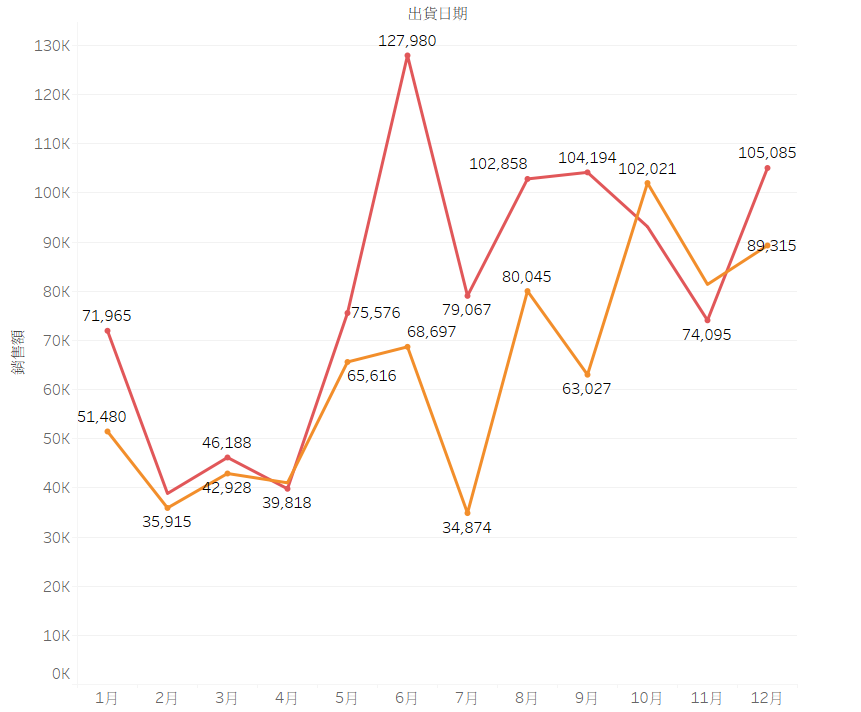 出貨日期
130K
120K
110K
100K
90K
80K
70K
60K
50K
40K
30K
20K
10K
0K
銷售額
127,980
102,858
104,194
102,021
105,085
89,315
80,045
75,576
79,067
71,965
68,697
74,095
65,616
63,027
51,480
46,188
42,928
39,818
35,915
34,874
1月
2月
3月
4月
5月
6月
7月
8月
9月
10月
11月
12月